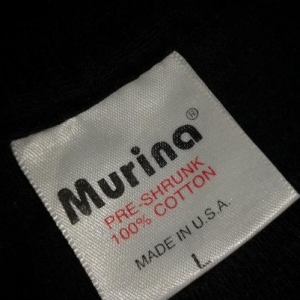 Murina®
PRE-SHRUNK
100% COTTON
MADE IN U.S.A.
L